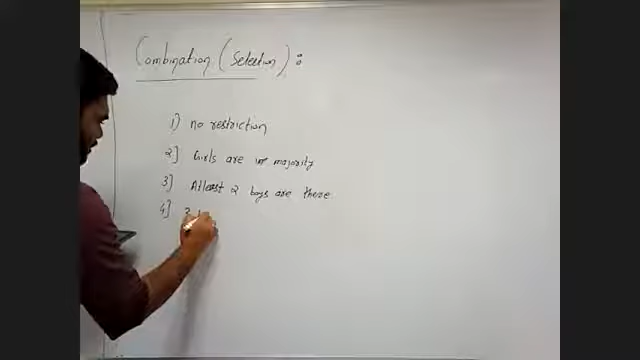 Combination (Selection) :
1) no restriction
2] Girls are in majority
3] Atleast 2 boys are there
4]